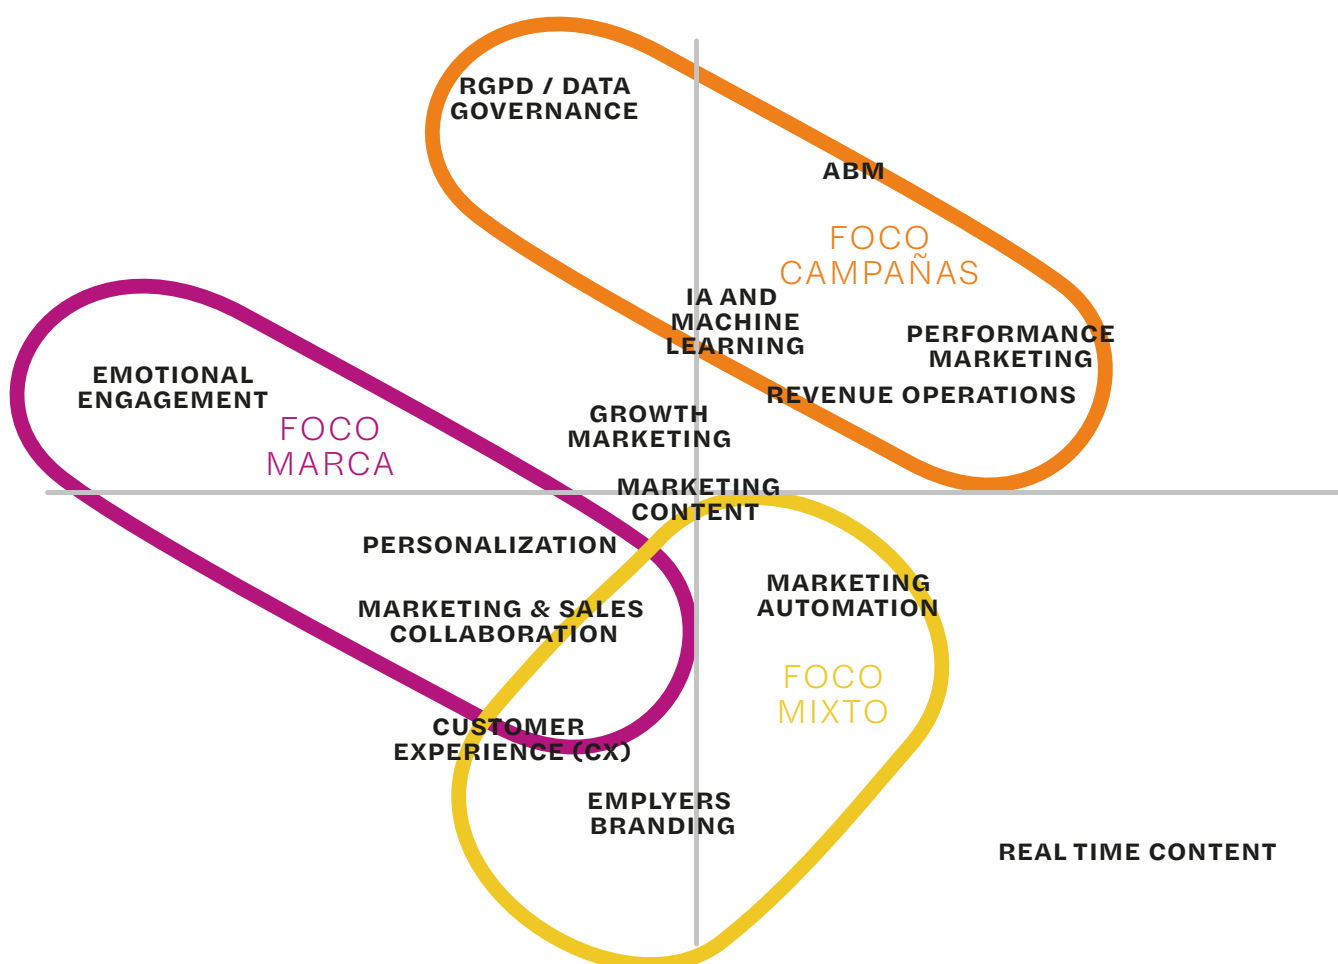 RGPD / DATA
GOVERNANCE
ABM
FOCO
CAMPAÑAS
IA AND
MACHINE
LEARNING
PERFORMANCE
MARKETING
REVENUE OPERATIONS
EMOTIONAL
ENGAGEMENT
FOCO
MARCA
GROWTH
MARKETING
MARKETING
CONTENT
PERSONALIZATION
MARKETING & SALES
COLLABORATION
MARKETING
AUTOMATION
FOCO
MIXTO
CUSTOMER
EXPERIENCE (CX)
EMPLYERS
BRANDING
REAL TIME CONTENT